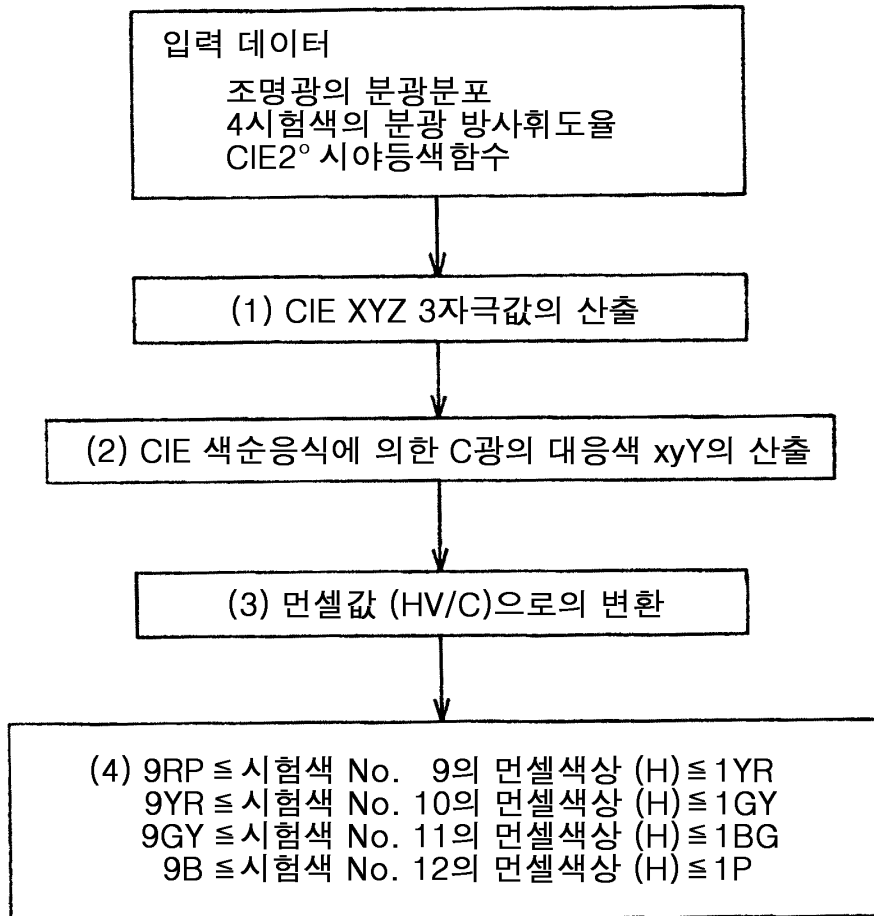 입력 데이터
조명광의 분광분포
4시험색의 분광 방사휘도율
CIE2° 시야등색함수
(1) CIE XYZ 3자극값의 산출
(2) CIE 색순응식에 의한 C광의 대응색 xyY의 산출
(3) 먼셀값 (HV/C)으로의 변환
(4) 9RP ≦ 시험색 No. 9의 먼셀색상 (H) ≦ 1YR
9YR ≦ 시험색 No. 10의 먼셀색상 (H) ≦ 1GY
9GY ≦ 시험색 No. 11의 먼셀색상 (H) ≦ 1BG
9B ≦ 시험색 No. 12의 먼셀색상 (H) ≦ 1P